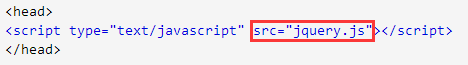 <head>
<script type="text/javascript" src="jquery.js"></script>
</head>